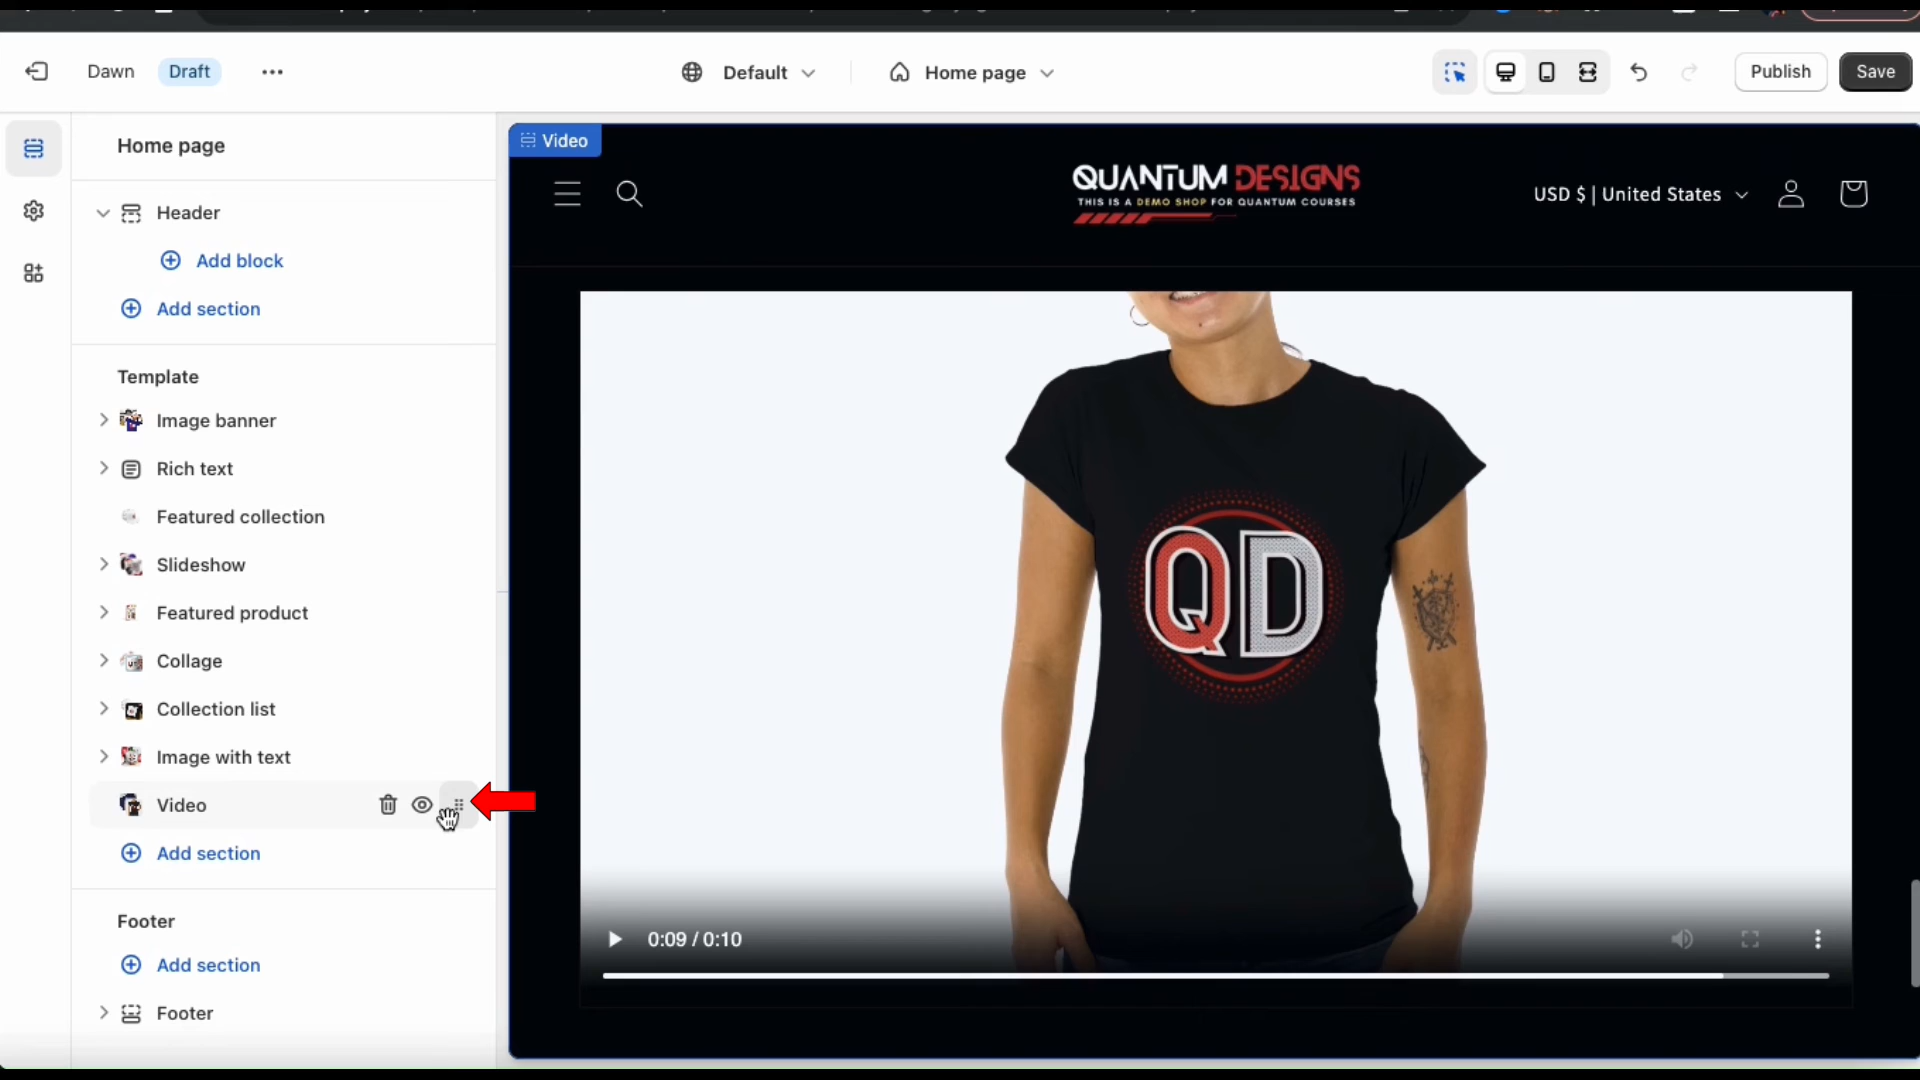 Dawn
Draft
Default
Home page
Publish
Save
Home page
Header
Add block
Add section
Template
Image banner
Rich text
Featured collection
Slideshow
Featured product
Collage
Collection list
Image with text
Video
Add section
Footer
Add section
Footer
Video
QUANTUM DESIGNS
THIS IS A DEMO SHOP FOR QUANTUM COURSES
USD $ | United States
QD
0:09 / 0:10